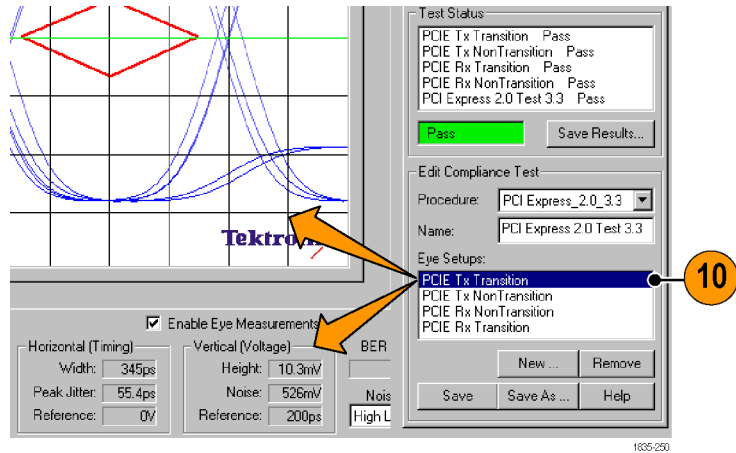 Test Status
PCIE Tx Transition Pass
PCIE Tx NonTransition Pass
PCIE Rx Transition Pass
PCIE Rx NonTransition Pass
PCI Express 2.0 Test 3.3 Pass
Pass
Save Results...
Edit Compliance Test
Procedure: PCI Express_2.0_3.3
Name: PCI Express 2.0 Test 3.3
Eye Setups:
PCIE Tx Transition
PCIE Tx NonTransition
PCIE Rx NonTransition
PCIE Rx Transition
10
New ... Remove
Save Save As ... Help
Enable Eye Measurements
Horizontal (Timing)
Width: 345ps
Peak Jitter: 55.4ps
Reference: 0V
Vertical (Voltage)
Height: 10.3mV
Noise: 526mV
Reference: 200ps
BER
1835-250